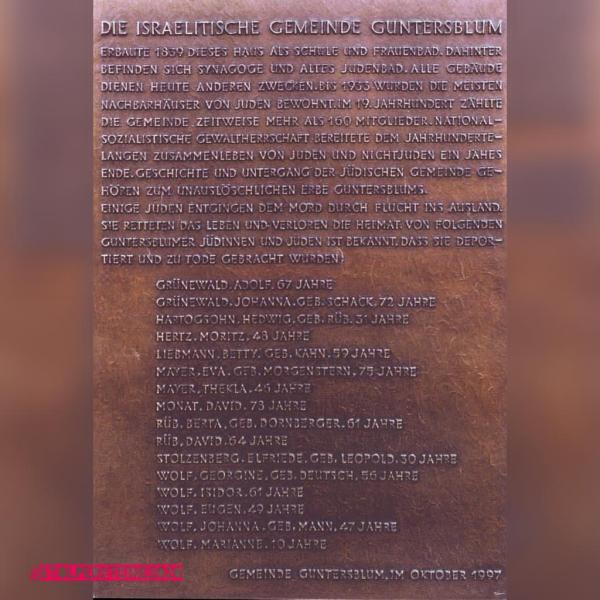 DIE ISRAELITISCHE GEMEINDE GUNTERSBLUM
ERBAUTE 1839 DIESES HAUS ALS SCHULE UND FRAUENBAD. DAHINTER
BEFINDEN SICH SYNAGOGE UND ALTES JUDENBAD. ALLE GEBÄUDE
DIENEN HEUTE ANDEREN ZWECKEN. BIS 1933 WURDEN DIE MEISTEN
NACHBARHÄUSER VON JUDEN BEWOHNT. IM 19. JAHRHUNDERT ZÄHLTE
DIE GEMEINDE ZEITWEISE MEHR ALS 160 MITGLIEDER. NATIONAL-
SOZIALISTISCHE GEWALTHERRSCHAFT BEREITETE DEM JAHRHUNDERTE-
LANGEN ZUSAMMENLEBEN VON JUDEN UND NICHTJUDEN EIN JÄHES
ENDE. GESCHICHTE UND UNTERGANG DER JÜDISCHEN GEMEINDE GE-
HÖREN ZUM UNAUSLÖSCHLICHEN ERBE GUNTERSBLUMS.
EINIGE JUDEN ENTGINGEN DEM MORD DURCH FLUCHT INS AUSLAND.
SIE RETTETEN DAS LEBEN UND VERLOREN DIE HEIMAT. VON FOLGENDEN
GUNTERSBLUMER JÜDINNEN UND JUDEN IST BEKANNT, DASS SIE DEPOR-
TIERT UND ZU TODE GEBRACHT WURDEN:
GRÜNEWALD, ADOLF, 67 JAHRE
GRÜNEWALD, JOHANNA, GEB. SCHACK, 72 JAHRE
HARTOGSOHN, HEDWIG, GEB. RÜB, 31 JAHRE
HERTZ, MORITZ, 48 JAHRE
LIEBMANN, BETTY, GEB. KAHN, 59 JAHRE
MAYER, EVA, GEB. MORGENSTERN, 75 JAHRE
MAYER, THEKLA, 46 JAHRE
MONAT, DAVID, 78 JAHRE
RÜB, BERTA, GEB. DORNBERGER, 61 JAHRE
RÜB, DAVID, 64 JAHRE
STOLZENBERG, ELFRIEDE, GEB. LEOPOLD, 30 JAHRE
WOLF, GEORGINE, GEB. DEUTSCH, 56 JAHRE
WOLF, ISIDOR, 61 JAHRE
WOLF, EUGEN, 49 JAHRE
WOLF, JOHANNA, GEB. MANN, 47 JAHRE
WOLF, MARIANNE, 10 JAHRE
GEMEINDE GUNTERSBLUM, IM OKTOBER 1997